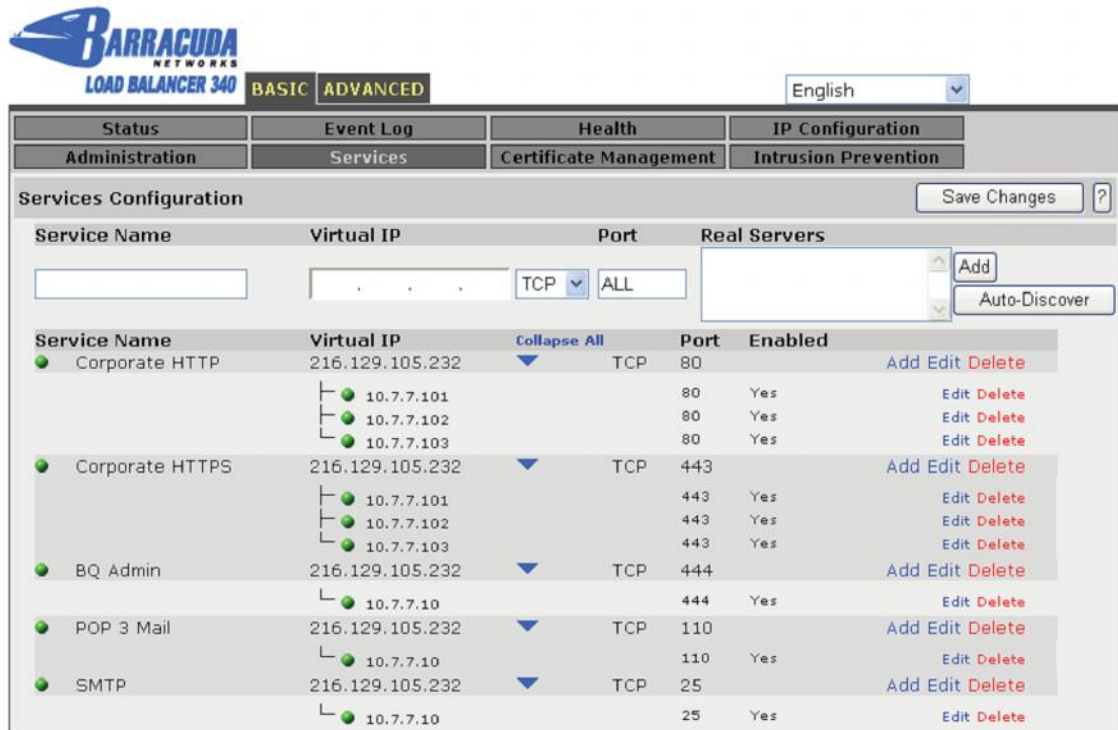 BARRACUDA
NETWORKS
LOAD BALANCER 340
BASIC ADVANCED English
Status Event Log Health IP Configuration
Administration Services Certificate Management Intrusion Prevention
Services Configuration Save Changes ?
Service Name Virtual IP Port Real Servers
. . . TCP ALL Add
Auto-Discover
Service Name Virtual IP Collapse All Port Enabled
Corporate HTTP 216.129.105.232 TCP 80 Add Edit Delete
10.7.7.101 80 Yes Edit Delete
10.7.7.102 80 Yes Edit Delete
10.7.7.103 80 Yes Edit Delete
Corporate HTTPS 216.129.105.232 TCP 443 Add Edit Delete
10.7.7.101 443 Yes Edit Delete
10.7.7.102 443 Yes Edit Delete
10.7.7.103 443 Yes Edit Delete
BQ Admin 216.129.105.232 TCP 444 Add Edit Delete
10.7.7.10 444 Yes Edit Delete
POP 3 Mail 216.129.105.232 TCP 110 Add Edit Delete
10.7.7.10 110 Yes Edit Delete
SMTP 216.129.105.232 TCP 25 Add Edit Delete
10.7.7.10 25 Yes Edit Delete